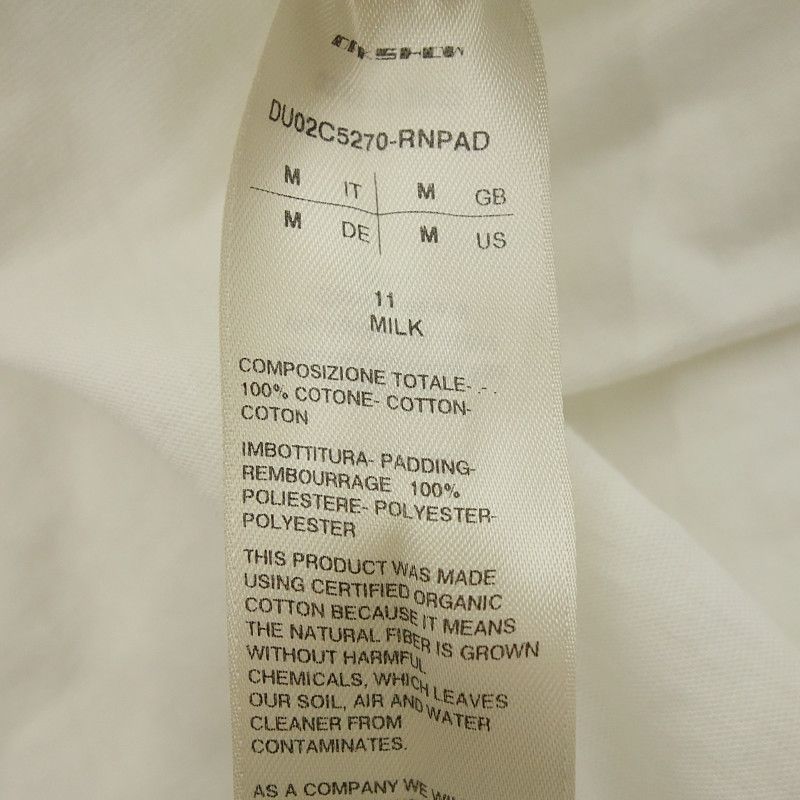 DU02C5270-RNPAD
M IT M GB
M DE M US
11
MILK
COMPOSIZIONE TOTALE- .- .
100% COTONE- COTTON-
COTON
IMBOTTITURA- PADDING-
REMBOURRAGE 100%
POLIESTERE- POLYESTER-
POLYESTER
THIS PRODUCT WAS MADE
USING CERTIFIED ORGANIC
COTTON BECAUSE IT MEANS
THE NATURAL FIBER IS GROWN
WITHOUT HARMFUL
CHEMICALS, WHICH LEAVES
OUR SOIL, AIR AND WATER
CLEANER FROM
CONTAMINATES.
AS A COMPANY WE